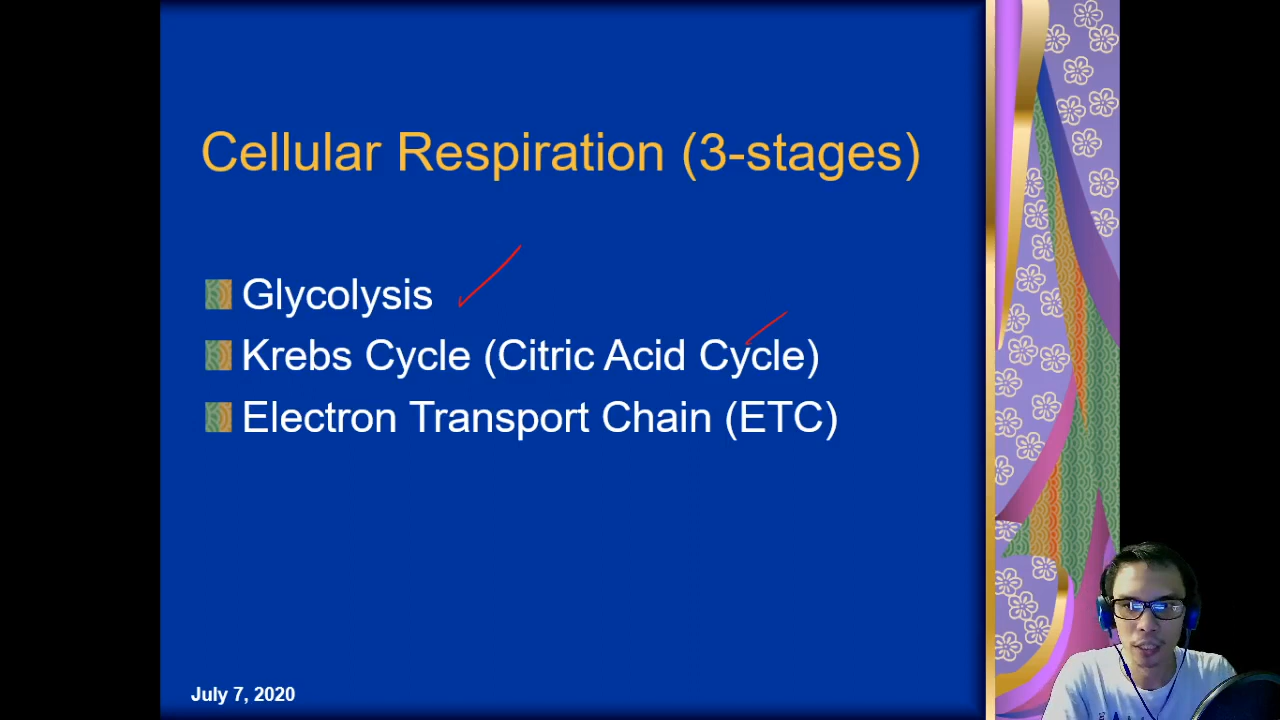 Cellular Respiration (3-stages)
Glycolysis
Krebs Cycle (Citric Acid Cycle)
Electron Transport Chain (ETC)
July 7, 2020